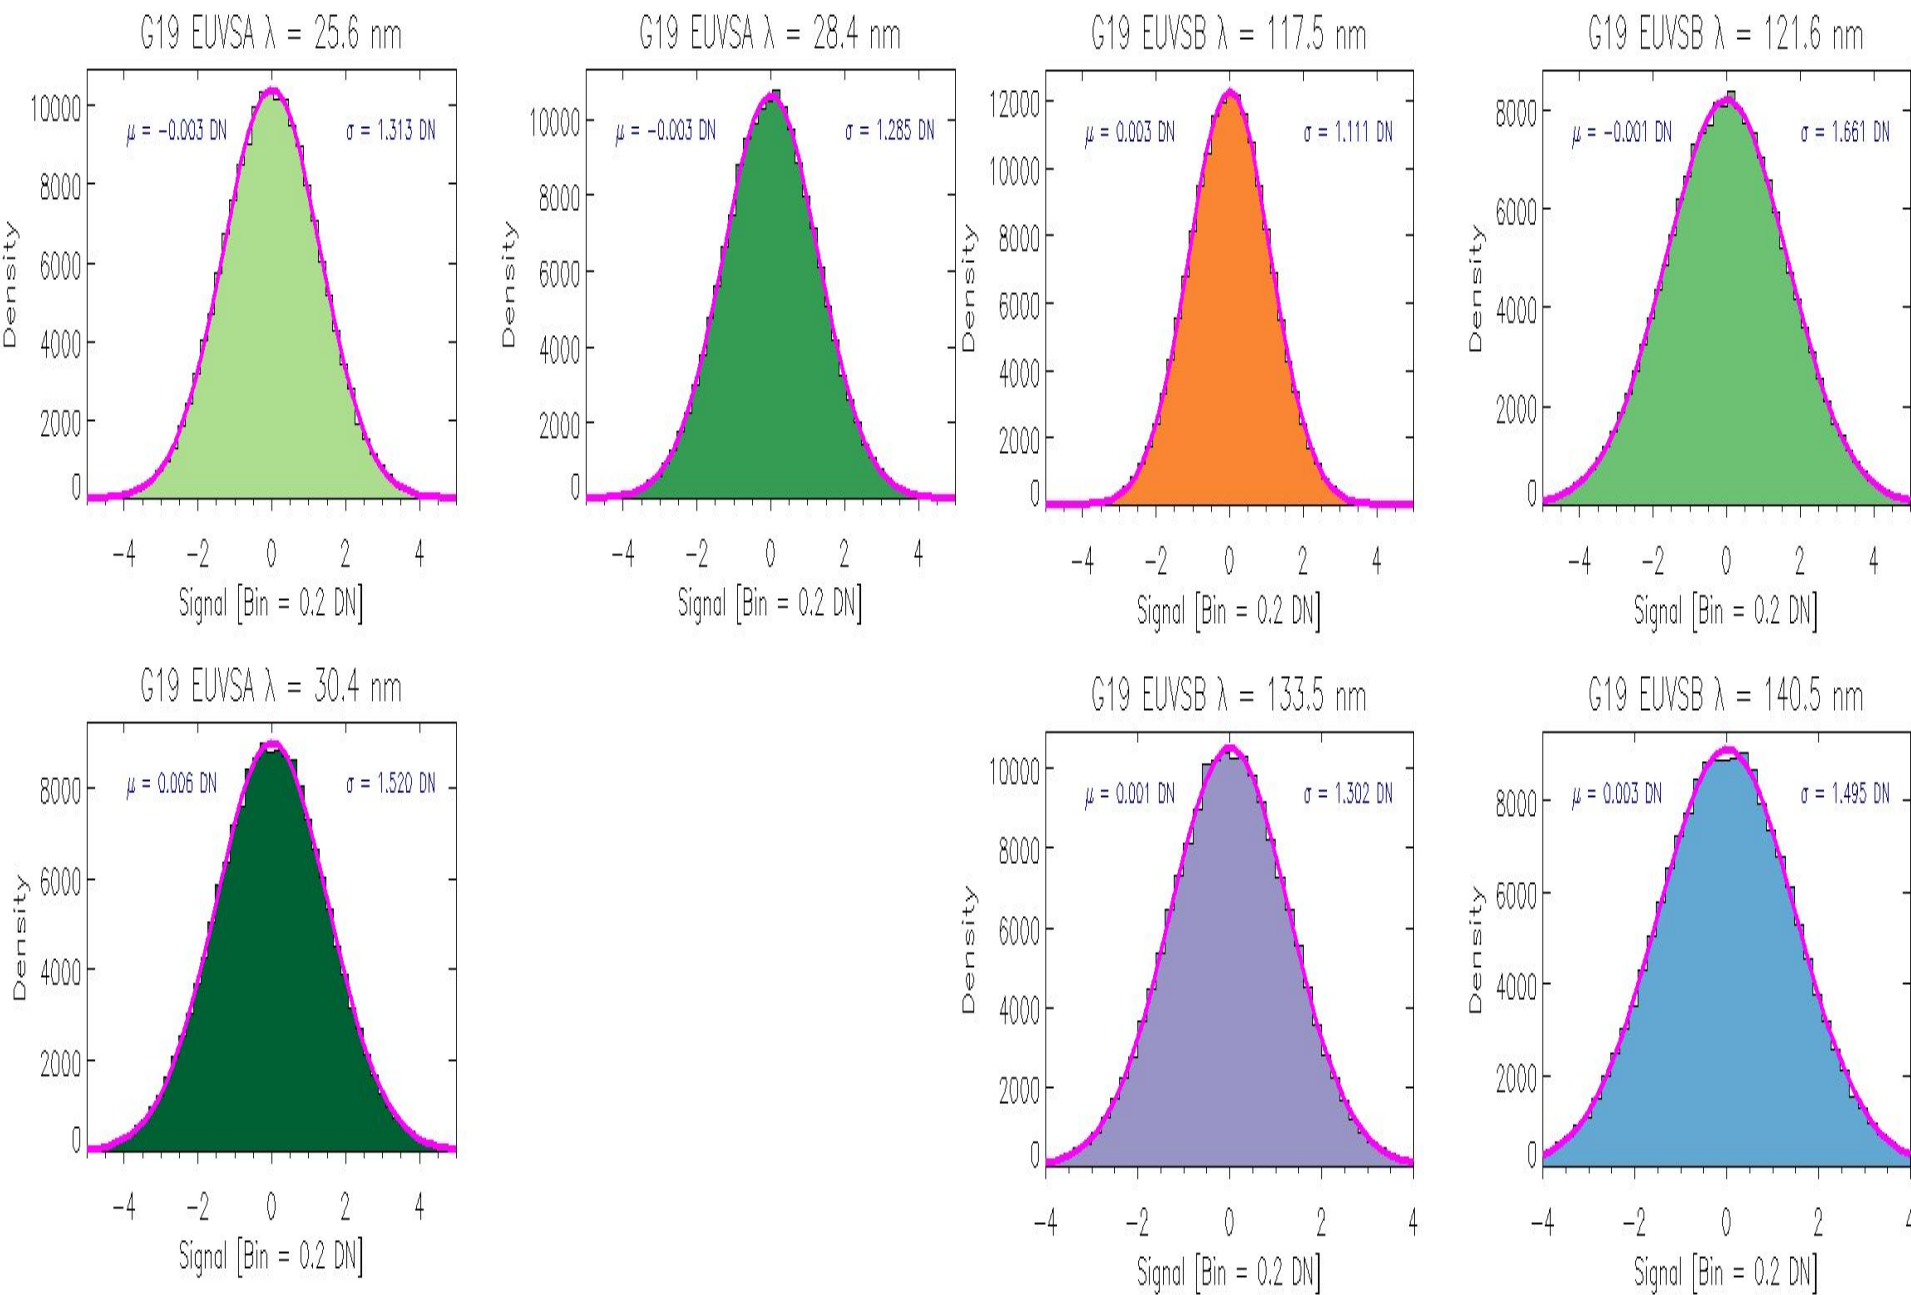 G19 EUVSA λ = 25.6 nm
μ = -0.003 DN
σ = 1.313 DN
Density
10000
8000
6000
4000
2000
0
-4 -2 0 2 4
Signal [Bin = 0.2 DN]
G19 EUVSA λ = 28.4 nm
μ = -0.003 DN
σ = 1.285 DN
Density
10000
8000
6000
4000
2000
0
-4 -2 0 2 4
Signal [Bin = 0.2 DN]
G19 EUVSB λ = 117.5 nm
μ = 0.003 DN
σ = 1.111 DN
Density
12000
10000
8000
6000
4000
2000
0
-4 -2 0 2 4
Signal [Bin = 0.2 DN]
G19 EUVSB λ = 121.6 nm
μ = -0.001 DN
σ = 1.661 DN
Density
8000
6000
4000
2000
0
-4 -2 0 2 4
Signal [Bin = 0.2 DN]
G19 EUVSA λ = 30.4 nm
μ = 0.006 DN
σ = 1.520 DN
Density
8000
6000
4000
2000
0
-4 -2 0 2 4
Signal [Bin = 0.2 DN]
G19 EUVSB λ = 133.5 nm
μ = 0.001 DN
σ = 1.302 DN
Density
10000
8000
6000
4000
2000
0
-4 -2 0 2 4
Signal [Bin = 0.2 DN]
G19 EUVSB λ = 140.5 nm
μ = 0.003 DN
σ = 1.495 DN
Density
8000
6000
4000
2000
0
-4 -2 0 2 4
Signal [Bin = 0.2 DN]